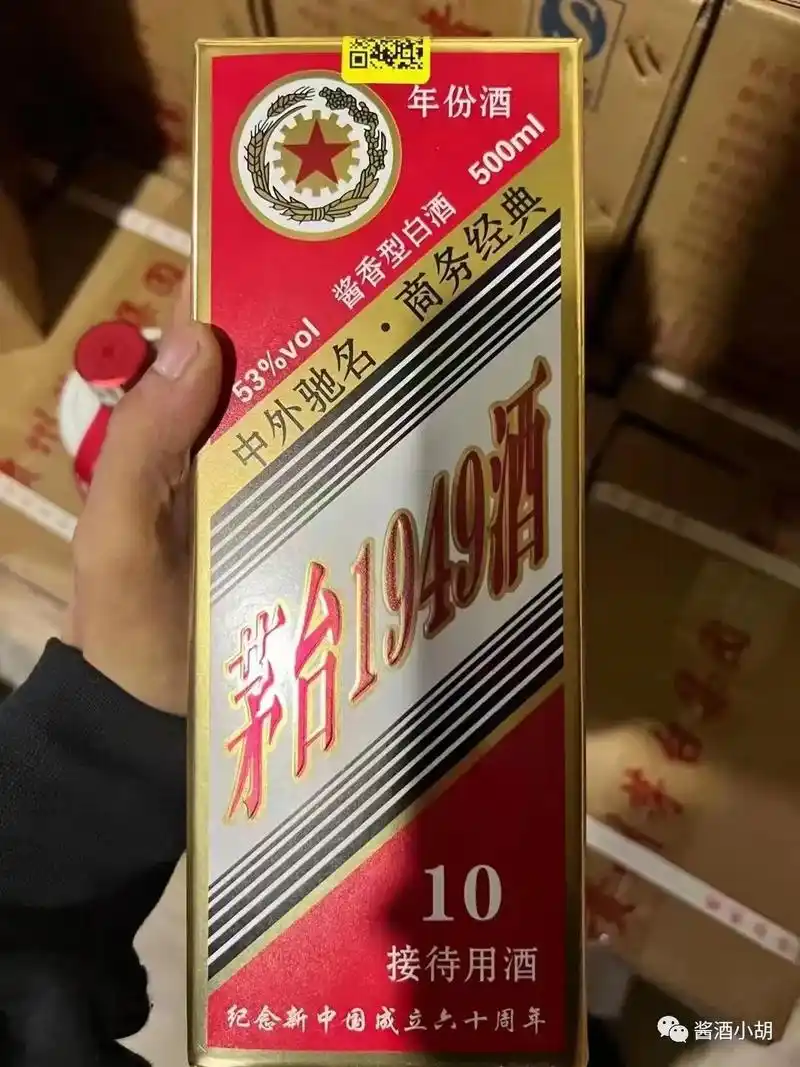 年份酒
500ml
酱香型白酒
53%vol
中外驰名·商务经典
茅台1949酒
10
接待用酒
纪念新中国成立六十周年
酱酒小胡